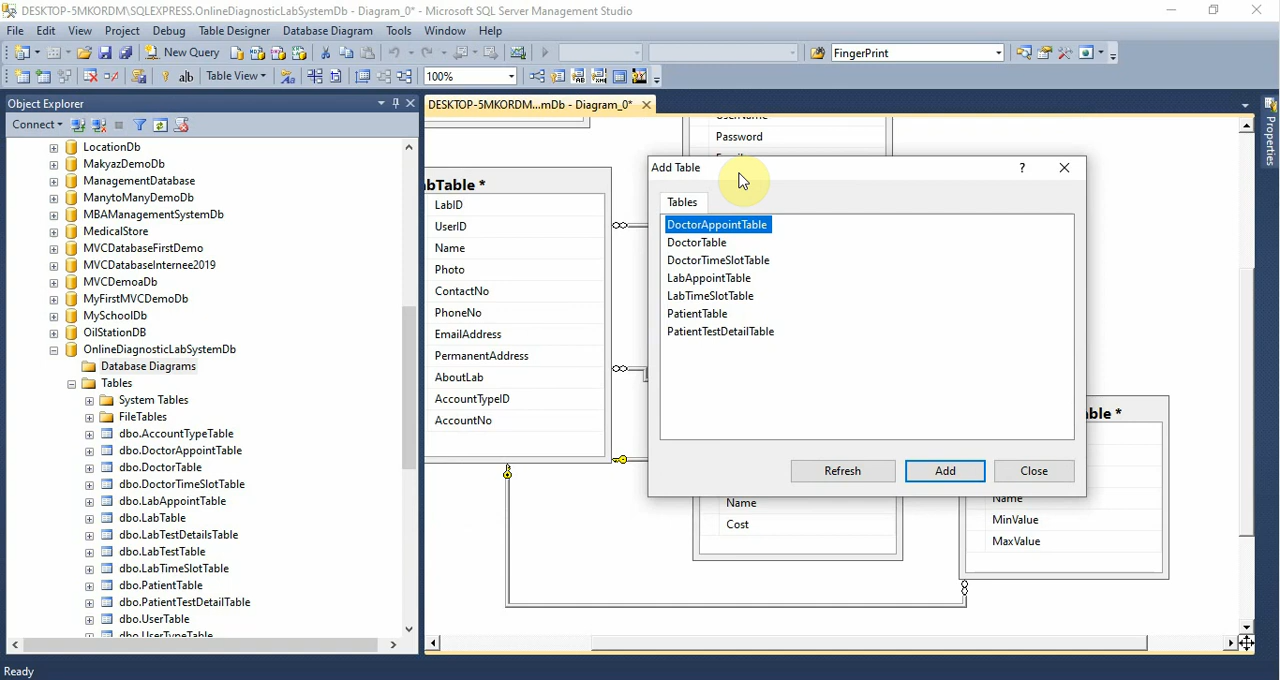 DESKTOP-5MKORDM\SQLEXPRESS.OnlineDiagnosticLabSystemDb - Diagram_0* - Microsoft SQL Server Management Studio
File Edit View Project Debug Table Designer Database Diagram Tools Window Help
New Query FingerPrint
Table View 100%
Object Explorer
Connect
LocationDb
MakyazDemoDb
ManagementDatabase
ManytoManyDemoDb
MBAManagementSystemDb
MedicalStore
MVCDatabaseFirstDemo
MVCDatabaseInternee2019
MVCDemoaDb
MyFirstMVCDemoDb
MySchoolDb
OilStationDB
OnlineDiagnosticLabSystemDb
Database Diagrams
Tables
System Tables
FileTables
dbo.AccountTypeTable
dbo.DoctorAppointTable
dbo.DoctorTable
dbo.DoctorTimeSlotTable
dbo.LabAppointTable
dbo.LabTable
dbo.LabTestDetailsTable
dbo.LabTestTable
dbo.LabTimeSlotTable
dbo.PatientTable
dbo.PatientTestDetailTable
dbo.UserTable
dbo.UserTypeTable
DESKTOP-5MKORDM...mDb - Diagram_0*
UserName
Password
bTable *
LabID
UserID
Name
Photo
ContactNo
PhoneNo
EmailAddress
PermanentAddress
AboutLab
AccountTypeID
AccountNo
Add Table
?
Tables
DoctorAppointTable
DoctorTable
DoctorTimeSlotTable
LabAppointTable
LabTimeSlotTable
PatientTable
PatientTestDetailTable
Refresh Add Close
Name
Cost
ble *
Name
MinValue
MaxValue
Properties
Ready